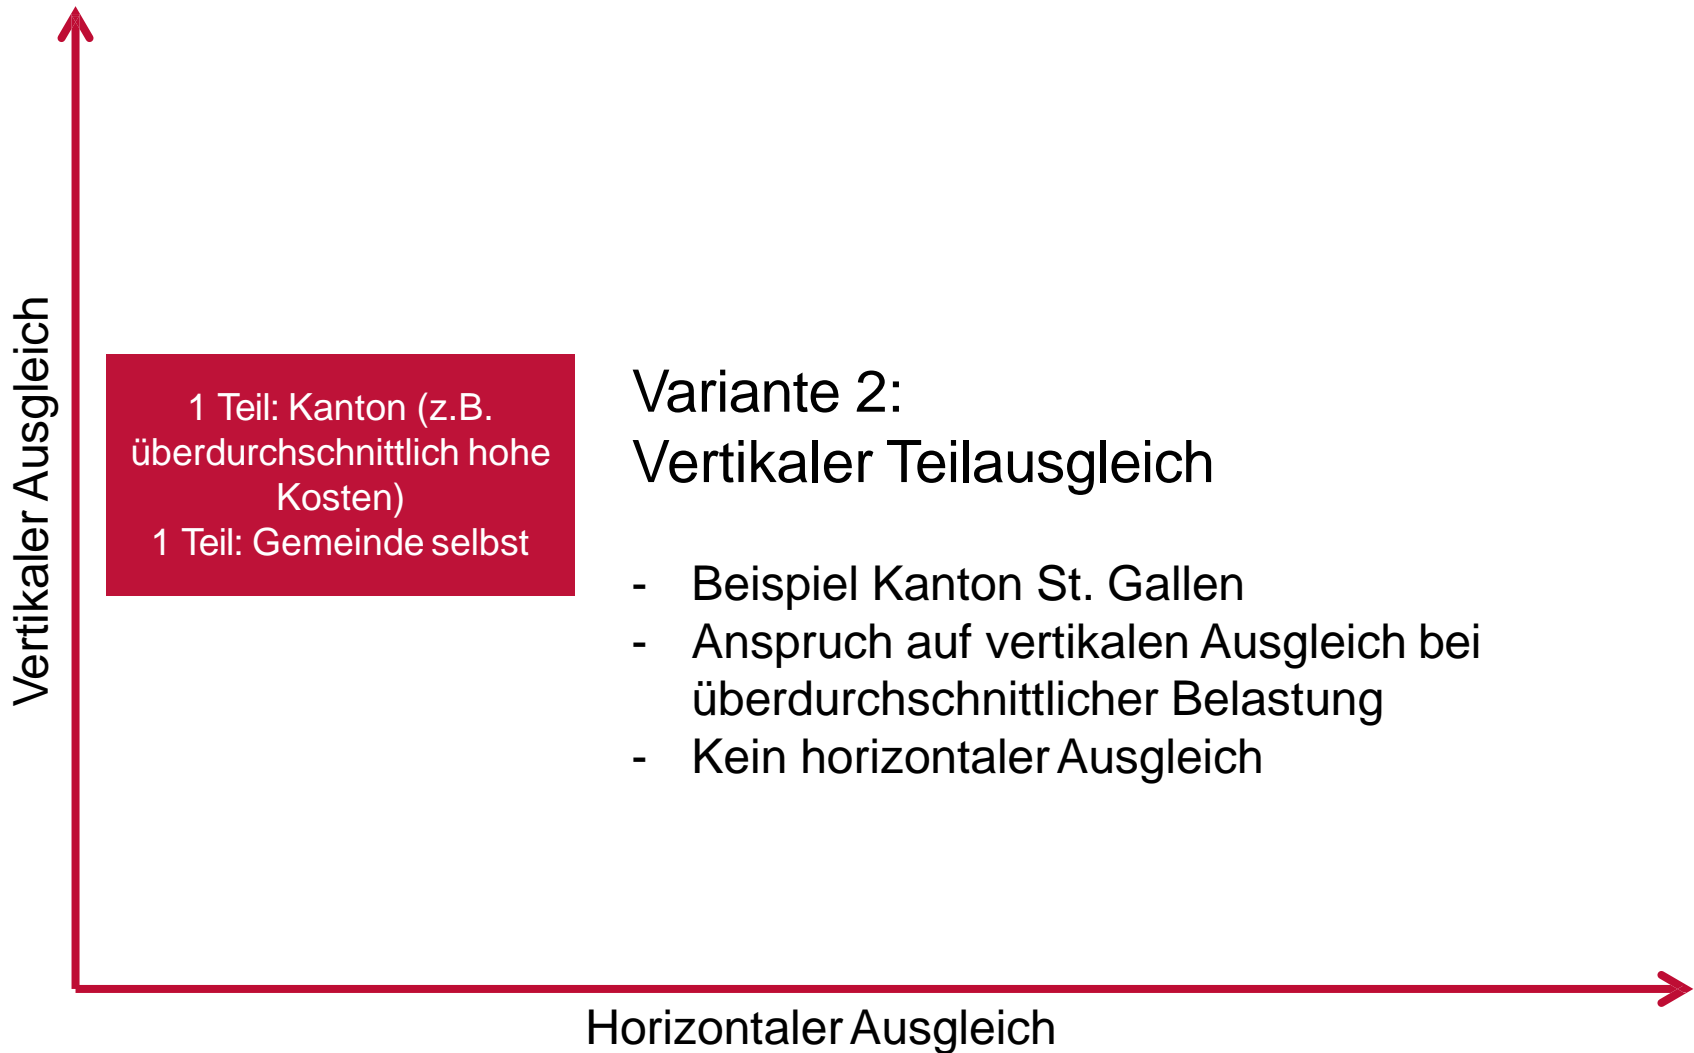 Vertikaler Ausgleich
1 Teil: Kanton (z.B.
überdurchschnittlich hohe
Kosten)
1 Teil: Gemeinde selbst
Variante 2:
Vertikaler Teilausgleich
- Beispiel Kanton St. Gallen
- Anspruch auf vertikalen Ausgleich bei
überdurchschnittlicher Belastung
- Kein horizontaler Ausgleich
Horizontaler Ausgleich